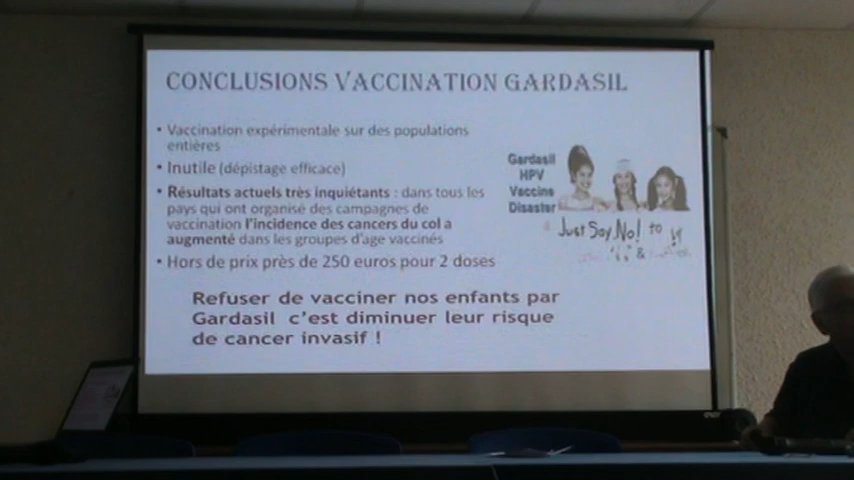 CONCLUSIONS VACCINATION GARDASIL
• Vaccination expérimentale sur des populations
entières
• Inutile (dépistage efficace)
• Résultats actuels très inquiétants : dans tous les
pays qui ont organisé des campagnes de
vaccination l'incidence des cancers du col a
augmenté dans les groupes d'age vaccinés
• Hors de prix près de 250 euros pour 2 doses
Gardasil
HPV
Vaccine
Disaster
Just Say No! to
&
Refuser de vacciner nos enfants par
Gardasil c'est diminuer leur risque
de cancer invasif !